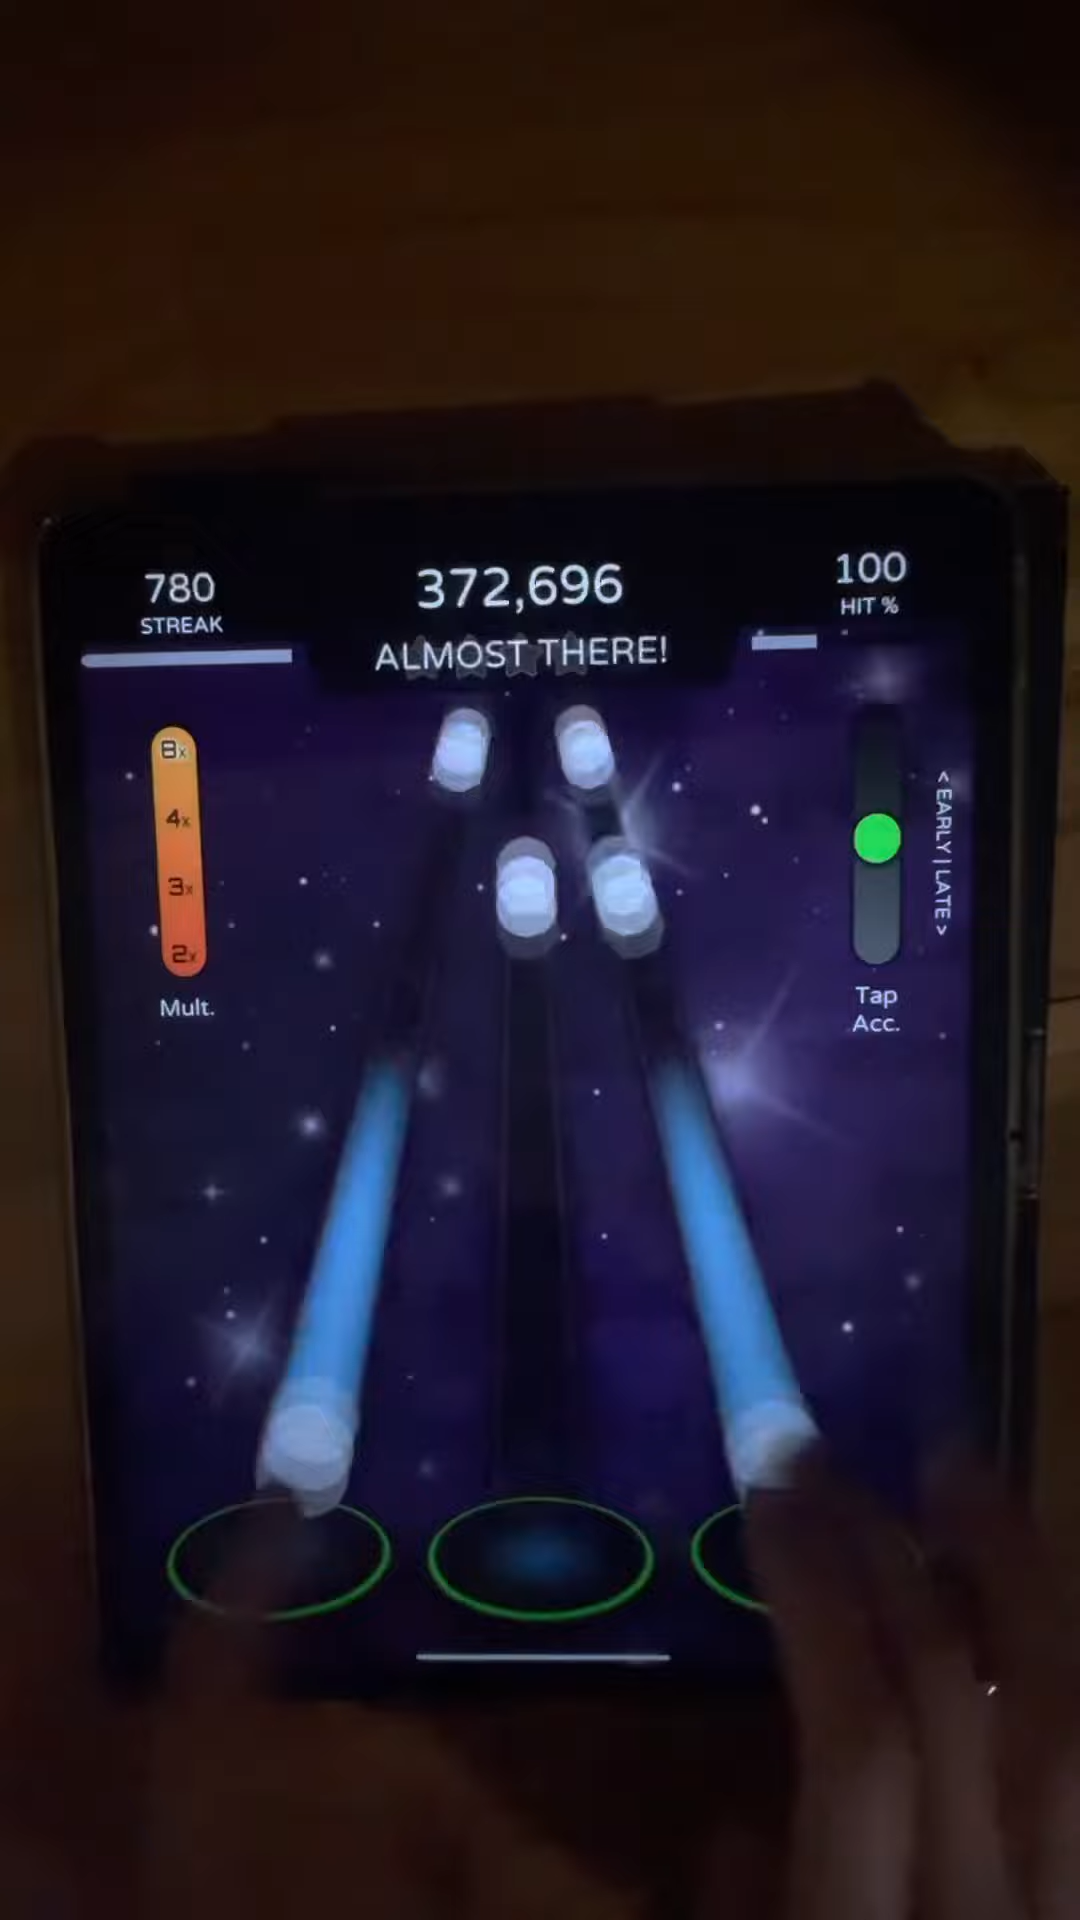 780
STREAK
372,696
ALMOST THERE!
100
HIT %
8x
4x
3x
2x
Mult.
< EARLY | LATE >
Tap
Acc.